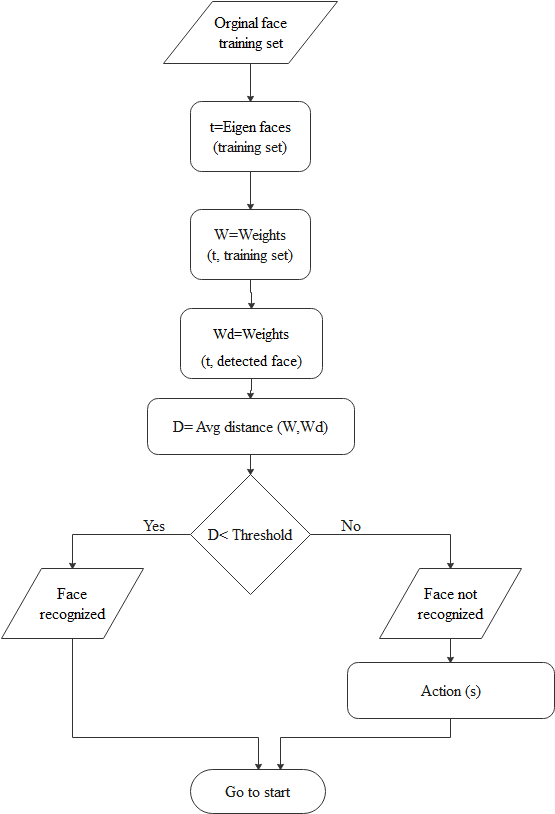 Orginal face
training set
t=Eigen faces
(training set)
W=Weights
(t, training set)
Wd=Weights
(t, detected face)
D= Avg distance (W,Wd)
D< Threshold
Yes
No
Face
recognized
Face not
recognized
Action (s)
Go to start